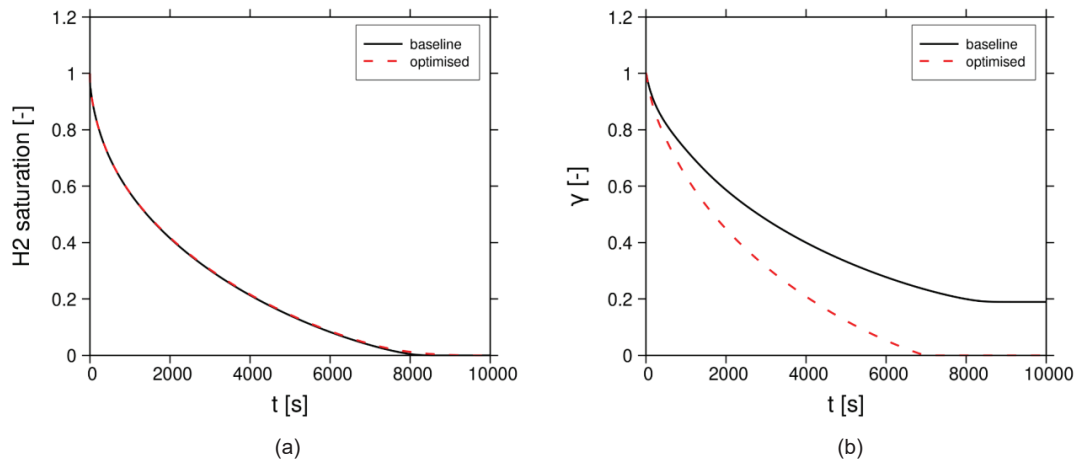 1.2
1
0.8
0.6
0.4
0.2
0
H2 saturation [-]
baseline
optimised
0 2000 4000 6000 8000 10000
t [s]
(a)
1.2
1
0.8
0.6
0.4
0.2
0
γ [-]
baseline
optimised
0 2000 4000 6000 8000 10000
t [s]
(b)